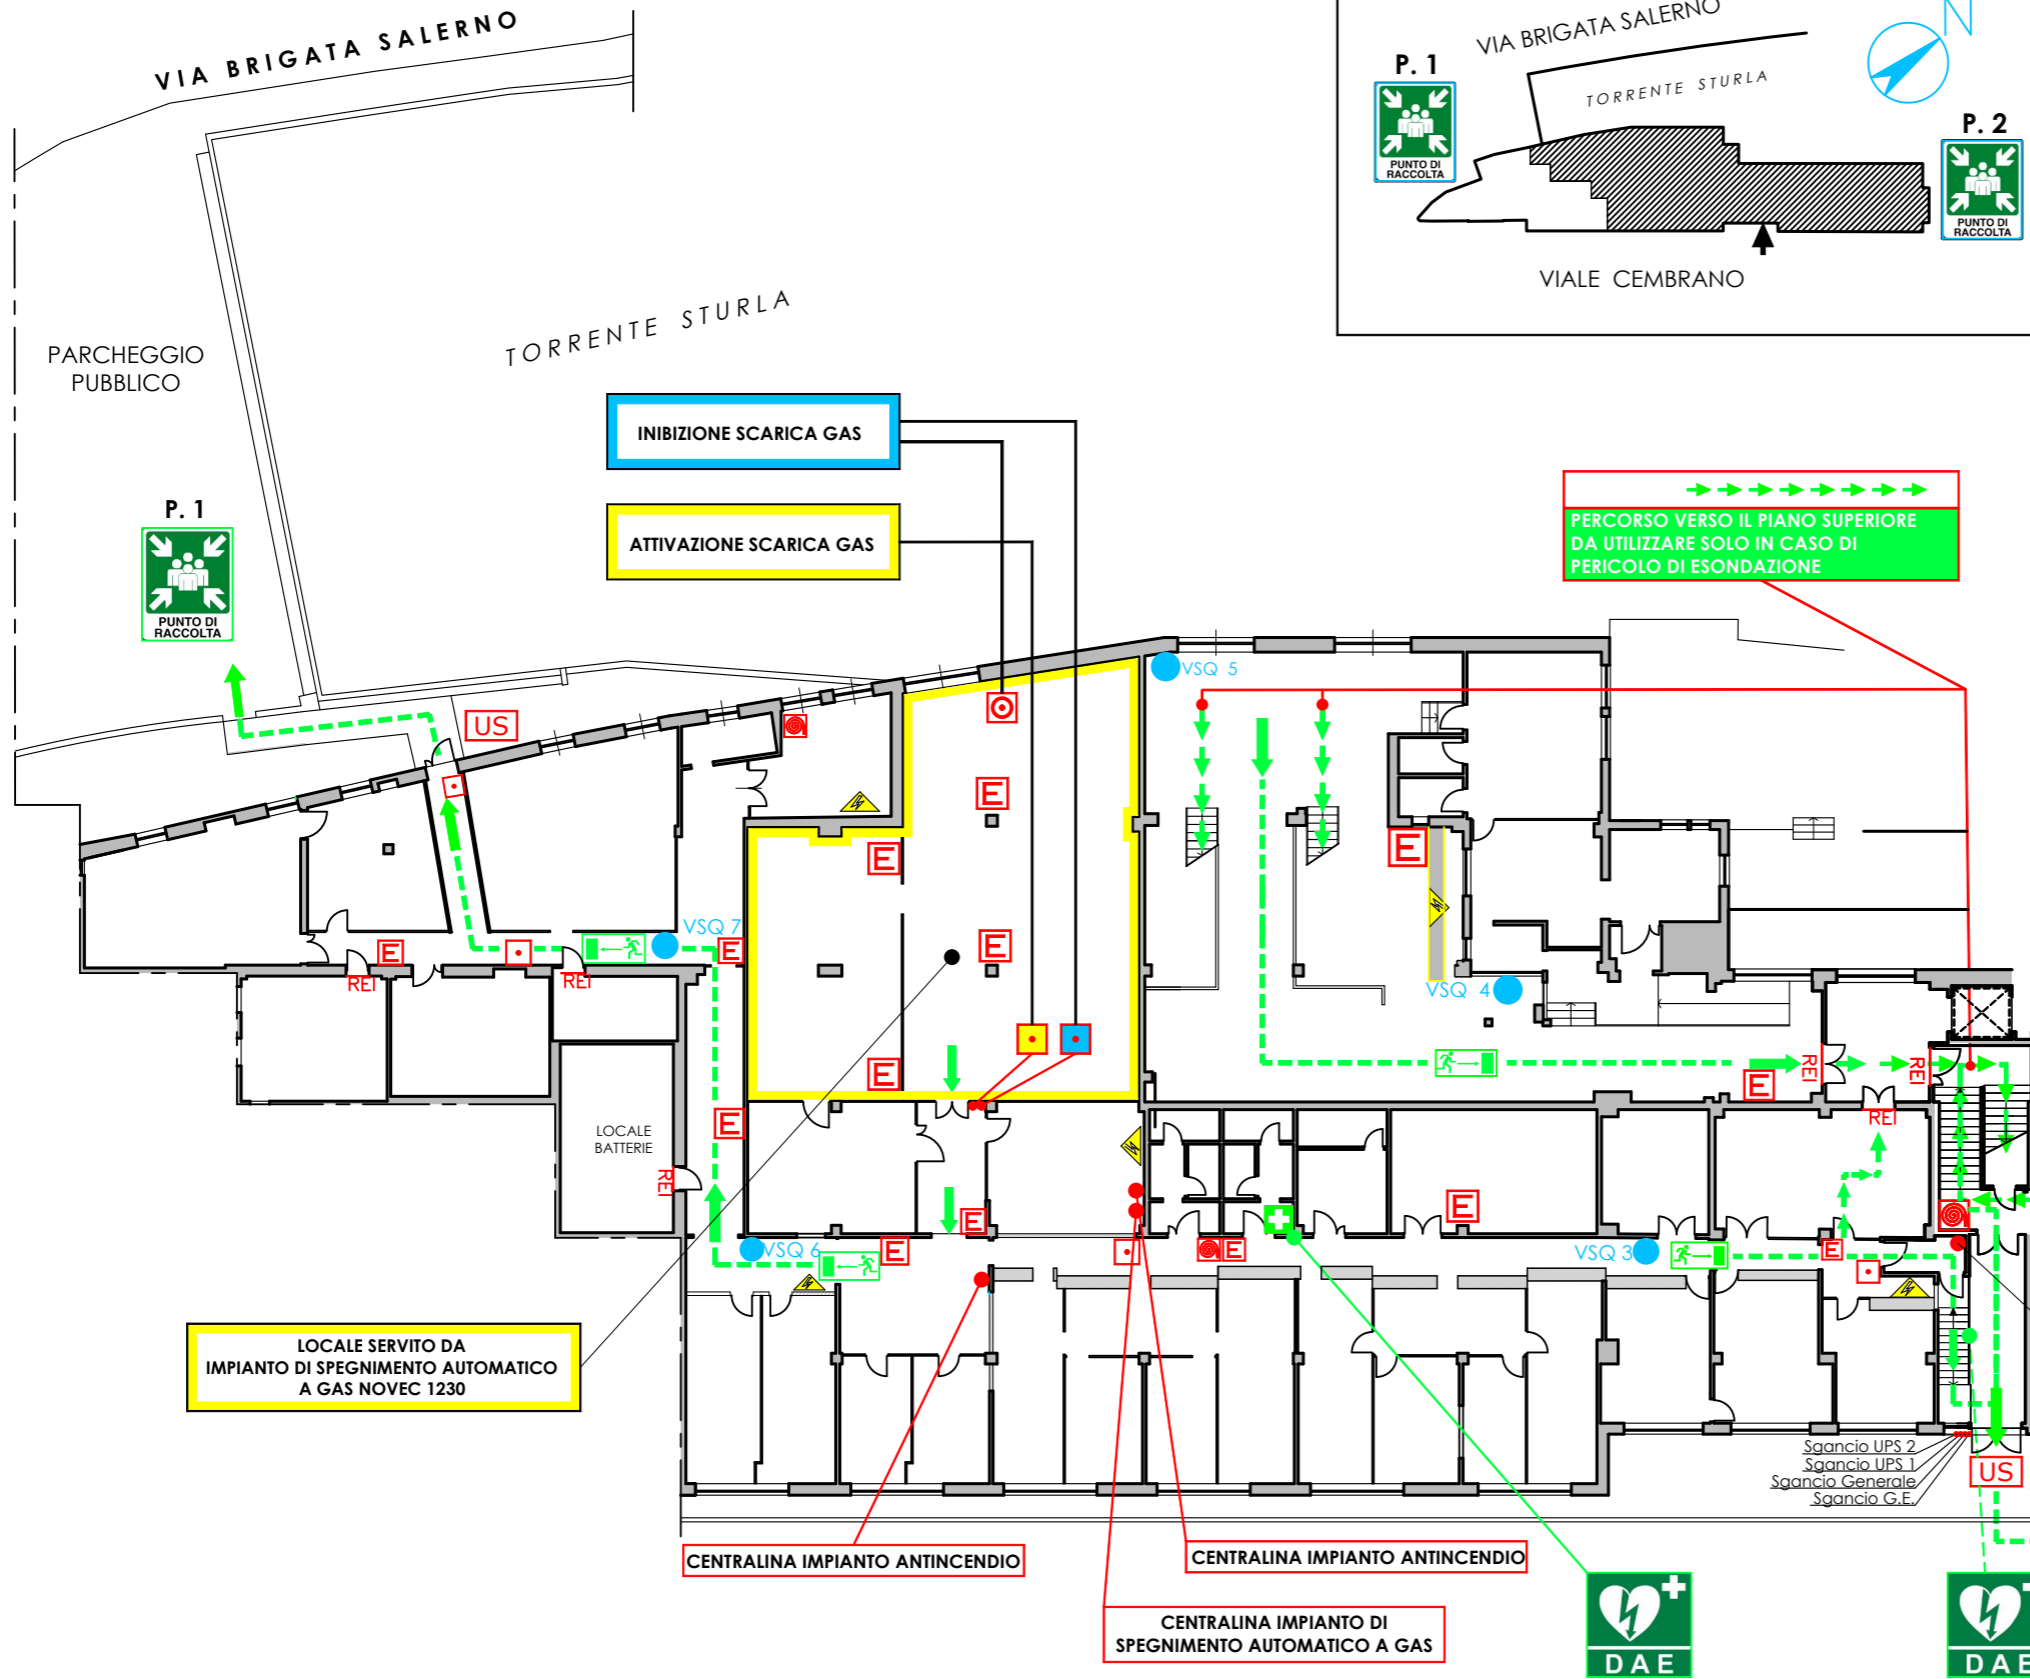 VIA BRIGATA SALERNO
VIA BRIGATA SALERNO
N
P. 1
TORRENTE STURLA
P. 2
PUNTO DI
RACCOLTA
PUNTO DI
RACCOLTA
VIALE CEMBRANO
TORRENTE STURLA
PARCHEGGIO
PUBBLICO
INIBIZIONE SCARICA GAS
ATTIVAZIONE SCARICA GAS
P. 1
PUNTO DI
RACCOLTA
PERCORSO VERSO IL PIANO SUPERIORE
DA UTILIZZARE SOLO IN CASO DI
PERICOLO DI ESONDAZIONE
US
VSQ 5
E
E
E
VSQ 7
E
E
E
REI
REI
VSQ 4
E
E
REI
REI
E
REI
LOCALE
BATTERIE
REI
E
E
VSQ 6
E
E
VSQ 3
E
LOCALE SERVITO DA
IMPIANTO DI SPEGNIMENTO AUTOMATICO
A GAS NOVEC 1230
Sgancio UPS 2
Sgancio UPS 1
Sgancio Generale
Sgancio G.E.
US
CENTRALINA IMPIANTO ANTINCENDIO
CENTRALINA IMPIANTO ANTINCENDIO
CENTRALINA IMPIANTO DI
SPEGNIMENTO AUTOMATICO A GAS
DAE
DAE